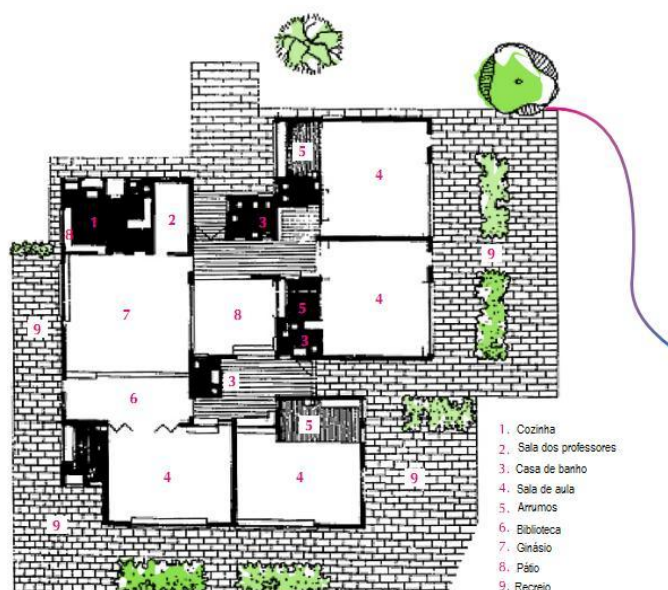 5
4
1
2
3
8
4
9
5
7
8
9
3
3
6
5
4
4
9
9
1. Cozinha
2. Sala dos professores
3. Casa de banho
4. Sala de aula
5. Arrumos
6. Biblioteca
7. Ginásio
8. Pátio
9. Recreio